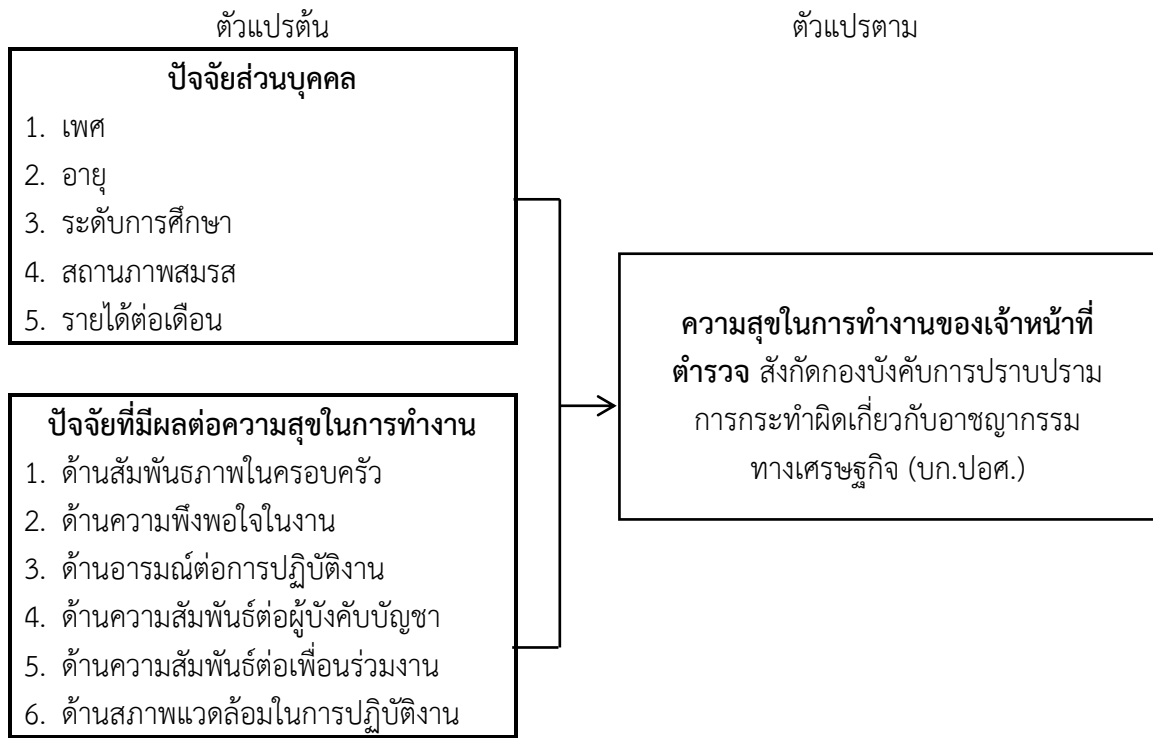 ตัวแปรต้น
ตัวแปรตาม
ปัจจัยส่วนบุคคล
1. เพศ
2. อายุ
3. ระดับการศึกษา
4. สถานภาพสมรส
5. รายได้ต่อเดือน
ปัจจัยที่มีผลต่อความสุขในการทำงาน
1. ด้านสัมพันธภาพในครอบครัว
2. ด้านความพึงพอใจในงาน
3. ด้านอารมณ์ต่อการปฏิบัติงาน
4. ด้านความสัมพันธ์ต่อผู้บังคับบัญชา
5. ด้านความสัมพันธ์ต่อเพื่อนร่วมงาน
6. ด้านสภาพแวดล้อมในการปฏิบัติงาน
ความสุขในการทำงานของเจ้าหน้าที่
ตำรวจ สังกัดกองบังคับการปราบปราม
การกระทำผิดเกี่ยวกับอาชญากรรม
ทางเศรษฐกิจ (บก.ปอศ.)